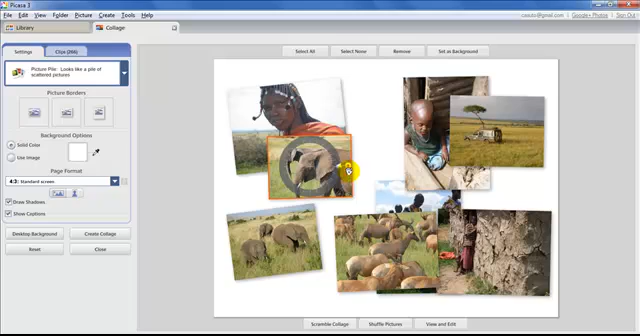 Picasa 3
File Edit View Folder Picture Create Tools Help
Google+ Photos Sign Out
Library Collage
Settings Clips (266)
Select All Select None Remove Set as Background
Picture Pile: Looks like a pile of
scattered pictures
Picture Borders
Background Options
Solid Color
Use Image
Page Format
4:3: Standard screen
Draw Shadows
Show Captions
Desktop Background Create Collage
Reset Close
Scramble Collage Shuffle Pictures View and Edit